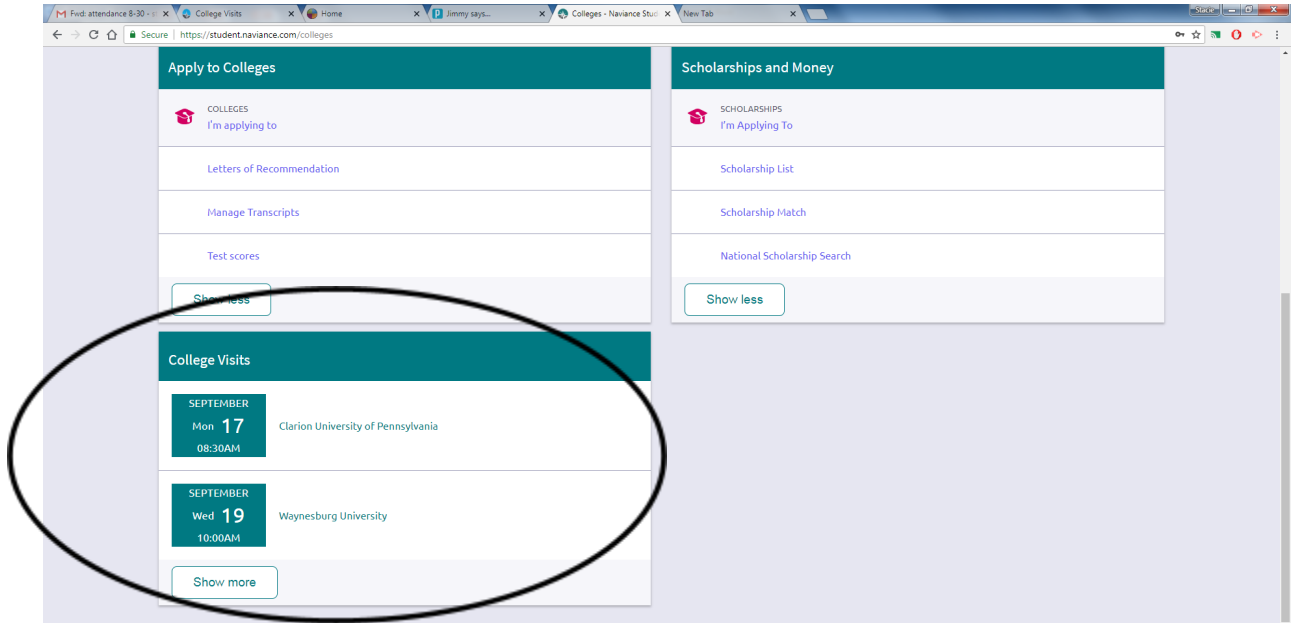 Fwd: attendance 8-30 - s
College Visits
Home
Jimmy says...
Colleges - Naviance Stud
New Tab
Secure | https://student.naviance.com/colleges
Apply to Colleges
COLLEGES
I'm applying to
Letters of Recommendation
Manage Transcripts
Test scores
Show less
Scholarships and Money
SCHOLARSHIPS
I'm Applying To
Scholarship List
Scholarship Match
National Scholarship Search
Show less
College Visits
SEPTEMBER
Mon 17
08:30AM
Clarion University of Pennsylvania
SEPTEMBER
Wed 19
10:00AM
Waynesburg University
Show more